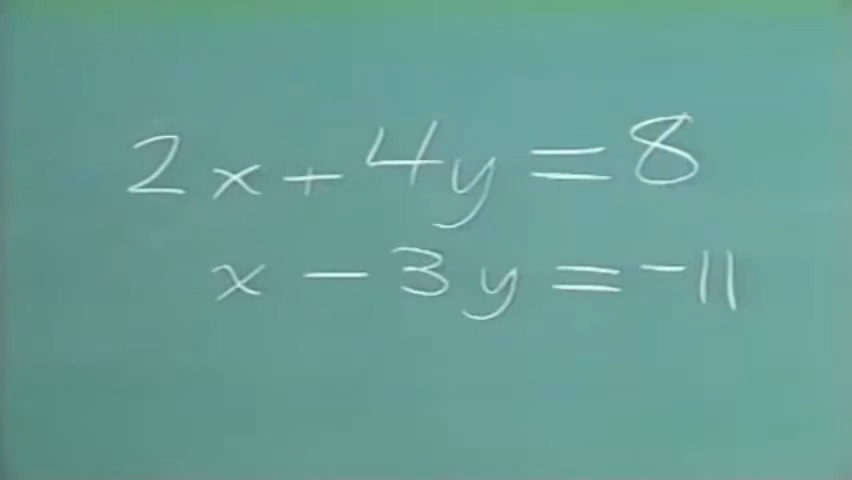 2x + 4y = 8
x - 3y = -11